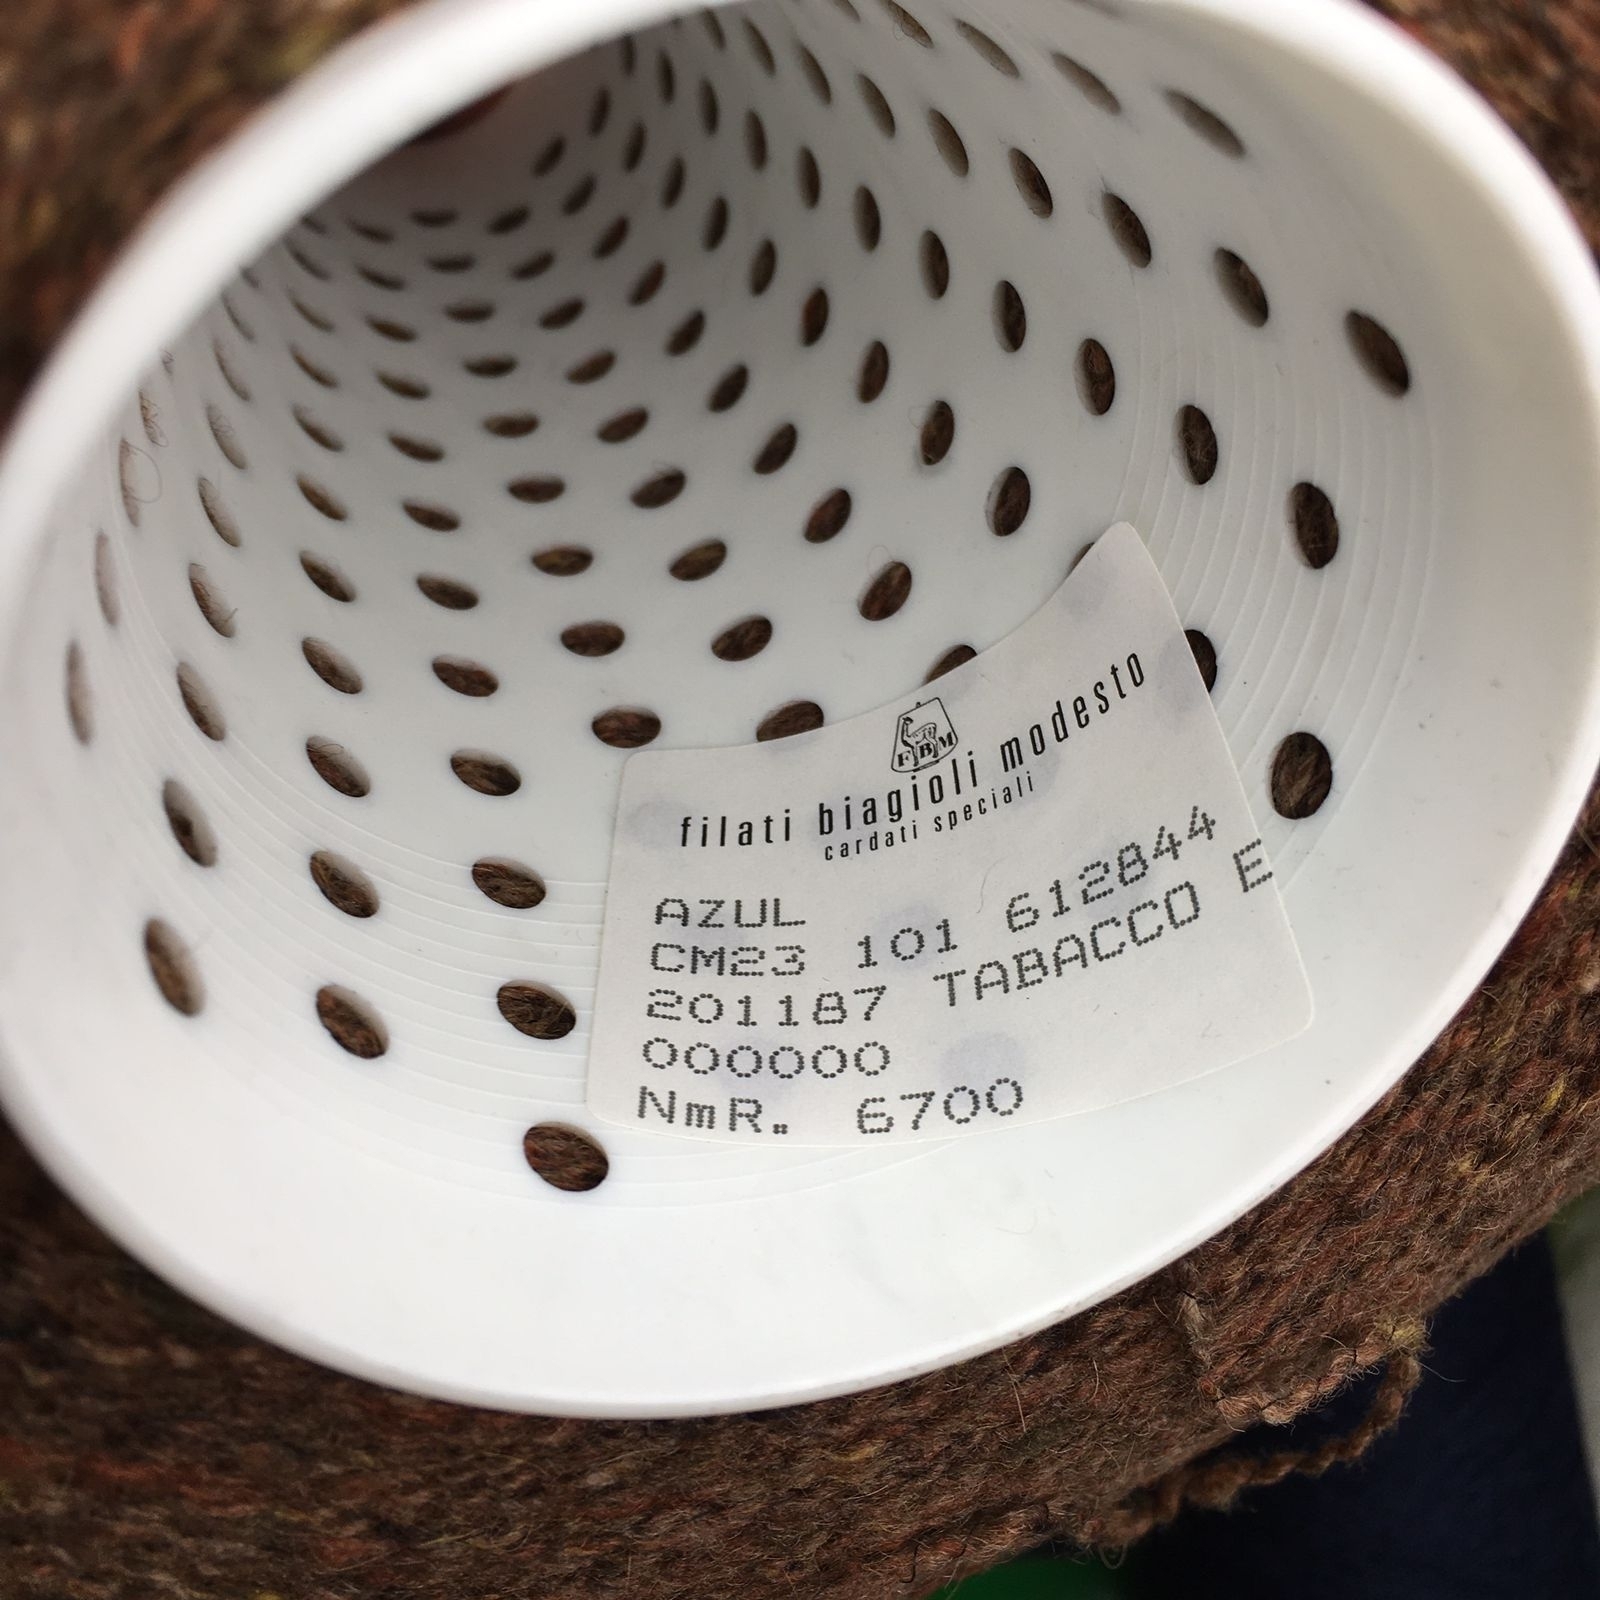 FBM
filati biagioli modesto
cardati speciali
AZUL
CM23 101 612844
201187 TABACCO E
000000
NmR. 6700